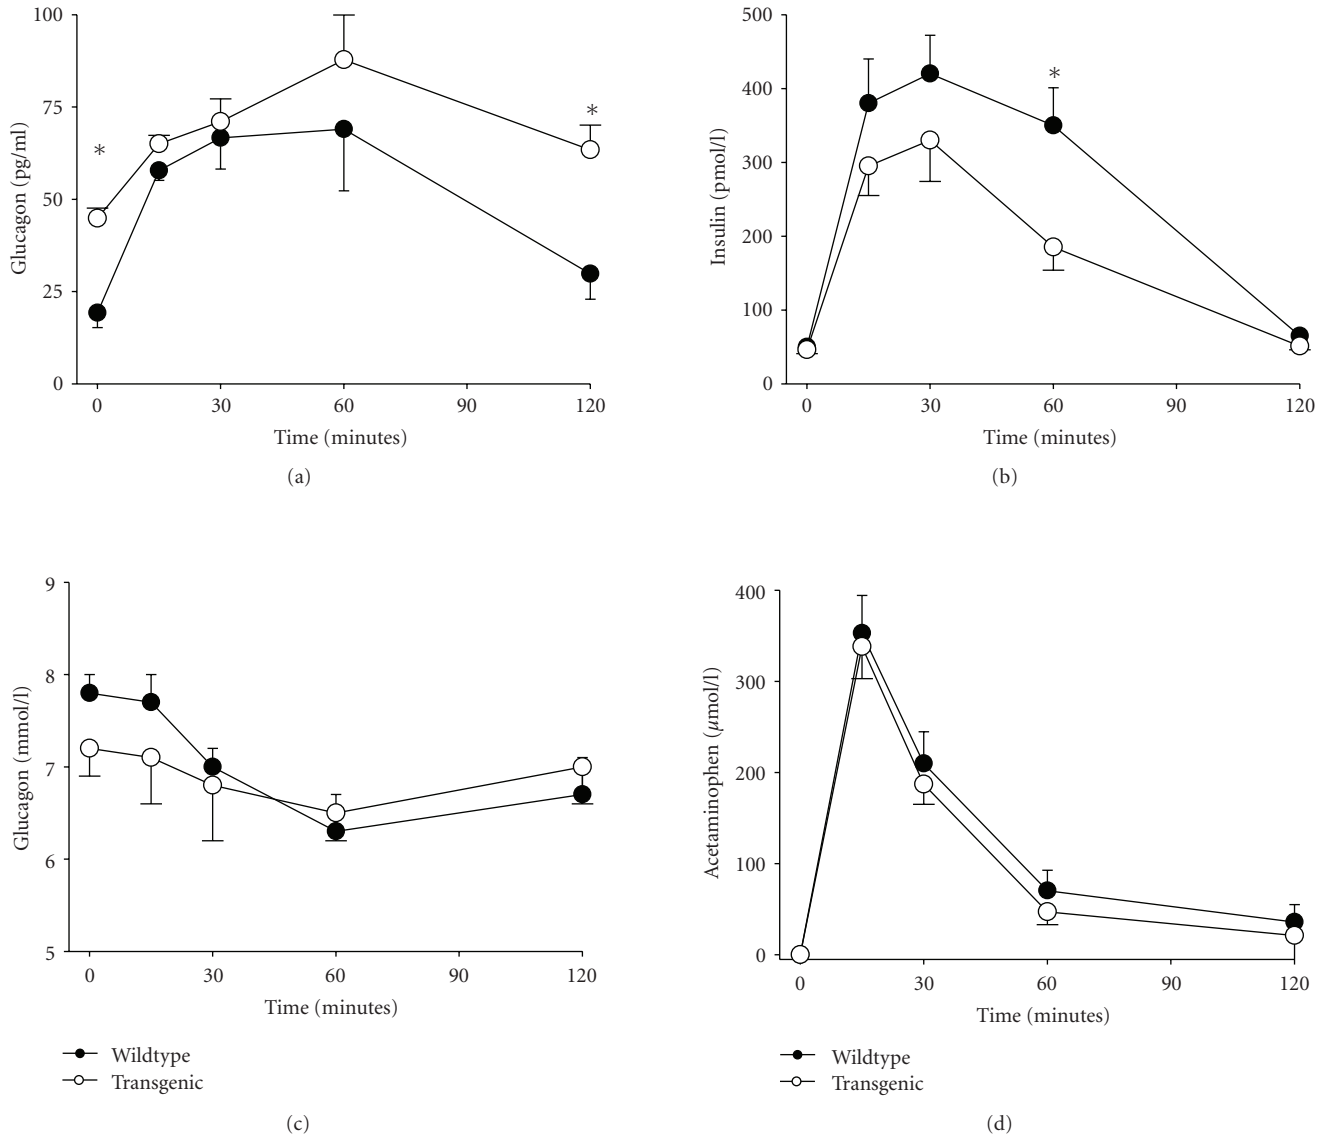 100
75
50
25
0
Glucagon (pg/ml)
*
*
0 30 60 90 120
Time (minutes)
(a)
500
400
300
200
100
0
Insulin (pmol/l)
*
0 30 60 90 120
Time (minutes)
(b)
9
8
7
6
5
Glucagon (mmol/l)
0 30 60 90 120
Time (minutes)
Wildtype
Transgenic
(c)
400
300
200
100
0
Acetaminophen (μmol/l)
0 30 60 90 120
Time (minutes)
Wildtype
Transgenic
(d)